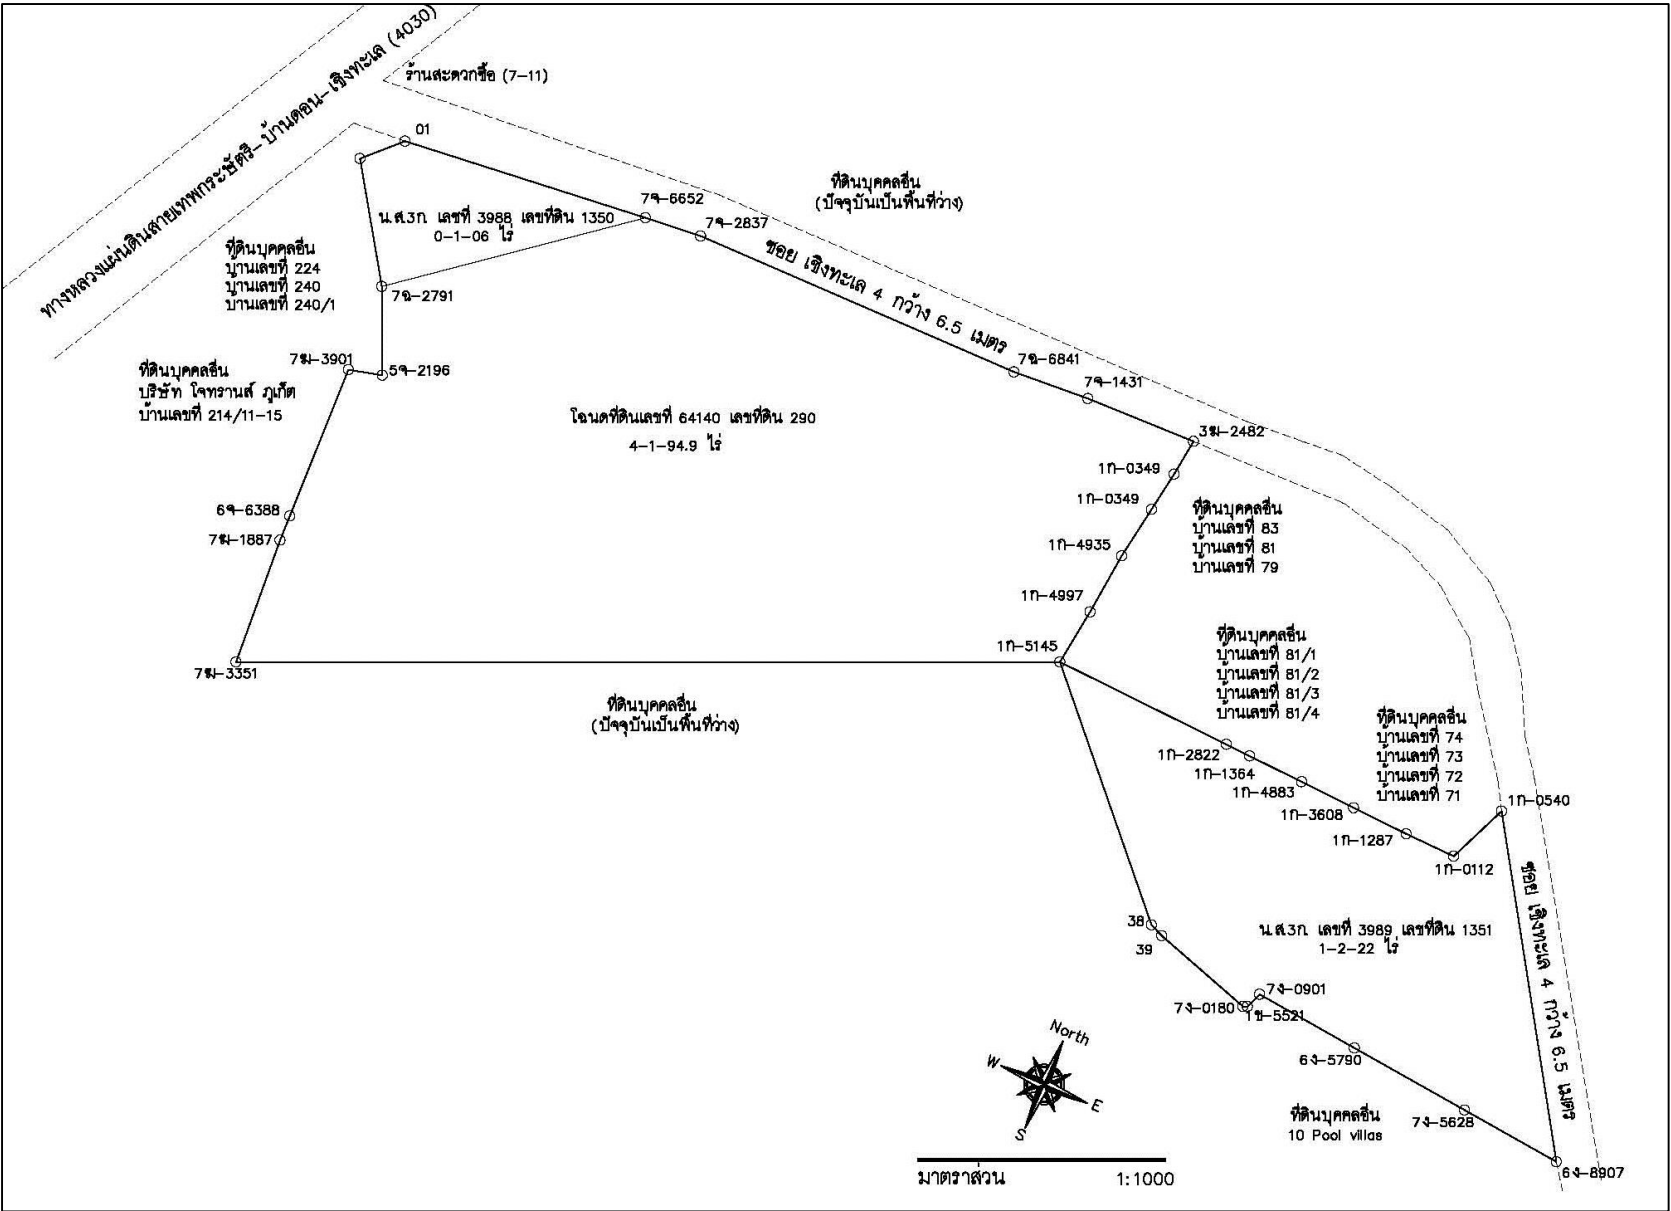 ทางหลวงแผ่นดินสายเทพกระษัตรี-บ้านดอน-เชิงทะเล (4030)
ร้านสะดวกซื้อ (7-11)
01
น.ส.3ก. เลขที่ 3988 เลขที่ดิน 1350
0-1-06 ไร่
7จ-6652
7จ-2837
ที่ดินบุคคลอื่น
(ปัจจุบันเป็นพื้นที่ว่าง)
ซอย เชิงทะเล 4 กว้าง 6.5 เมตร
ที่ดินบุคคลอื่น
บ้านเลขที่ 224
บ้านเลขที่ 240
บ้านเลขที่ 240/1
7ฉ-2791
7ฆ-3901
5จ-2196
ที่ดินบุคคลอื่น
บริษัท โจทรานส์ ภูเก็ต
บ้านเลขที่ 214/11-15
โฉนดที่ดินเลขที่ 64140 เลขที่ดิน 290
4-1-94.9 ไร่
7ฉ-6841
7จ-1431
3ฆ-2482
1ก-0349
1ก-0349
1ก-4935
1ก-4997
1ก-5145
ที่ดินบุคคลอื่น
บ้านเลขที่ 83
บ้านเลขที่ 81
บ้านเลขที่ 79
6จ-6388
7ฆ-1887
7ฆ-3351
ที่ดินบุคคลอื่น
(ปัจจุบันเป็นพื้นที่ว่าง)
ที่ดินบุคคลอื่น
บ้านเลขที่ 81/1
บ้านเลขที่ 81/2
บ้านเลขที่ 81/3
บ้านเลขที่ 81/4
ที่ดินบุคคลอื่น
บ้านเลขที่ 74
บ้านเลขที่ 73
บ้านเลขที่ 72
บ้านเลขที่ 71
1ก-2822
1ก-1364
1ก-4883
1ก-3608
1ก-1287
1ก-0112
1ก-0540
ซอย เชิงทะเล 4 กว้าง 6.5 เมตร
38
39
น.ส.3ก. เลขที่ 3989 เลขที่ดิน 1351
1-2-22 ไร่
7ง-0901
7ง-0180
1ข-5521
6ง-5790
7ง-5628
6ง-8907
ที่ดินบุคคลอื่น
10 Pool villas
North
W
E
S
มาตราส่วน 1:1000